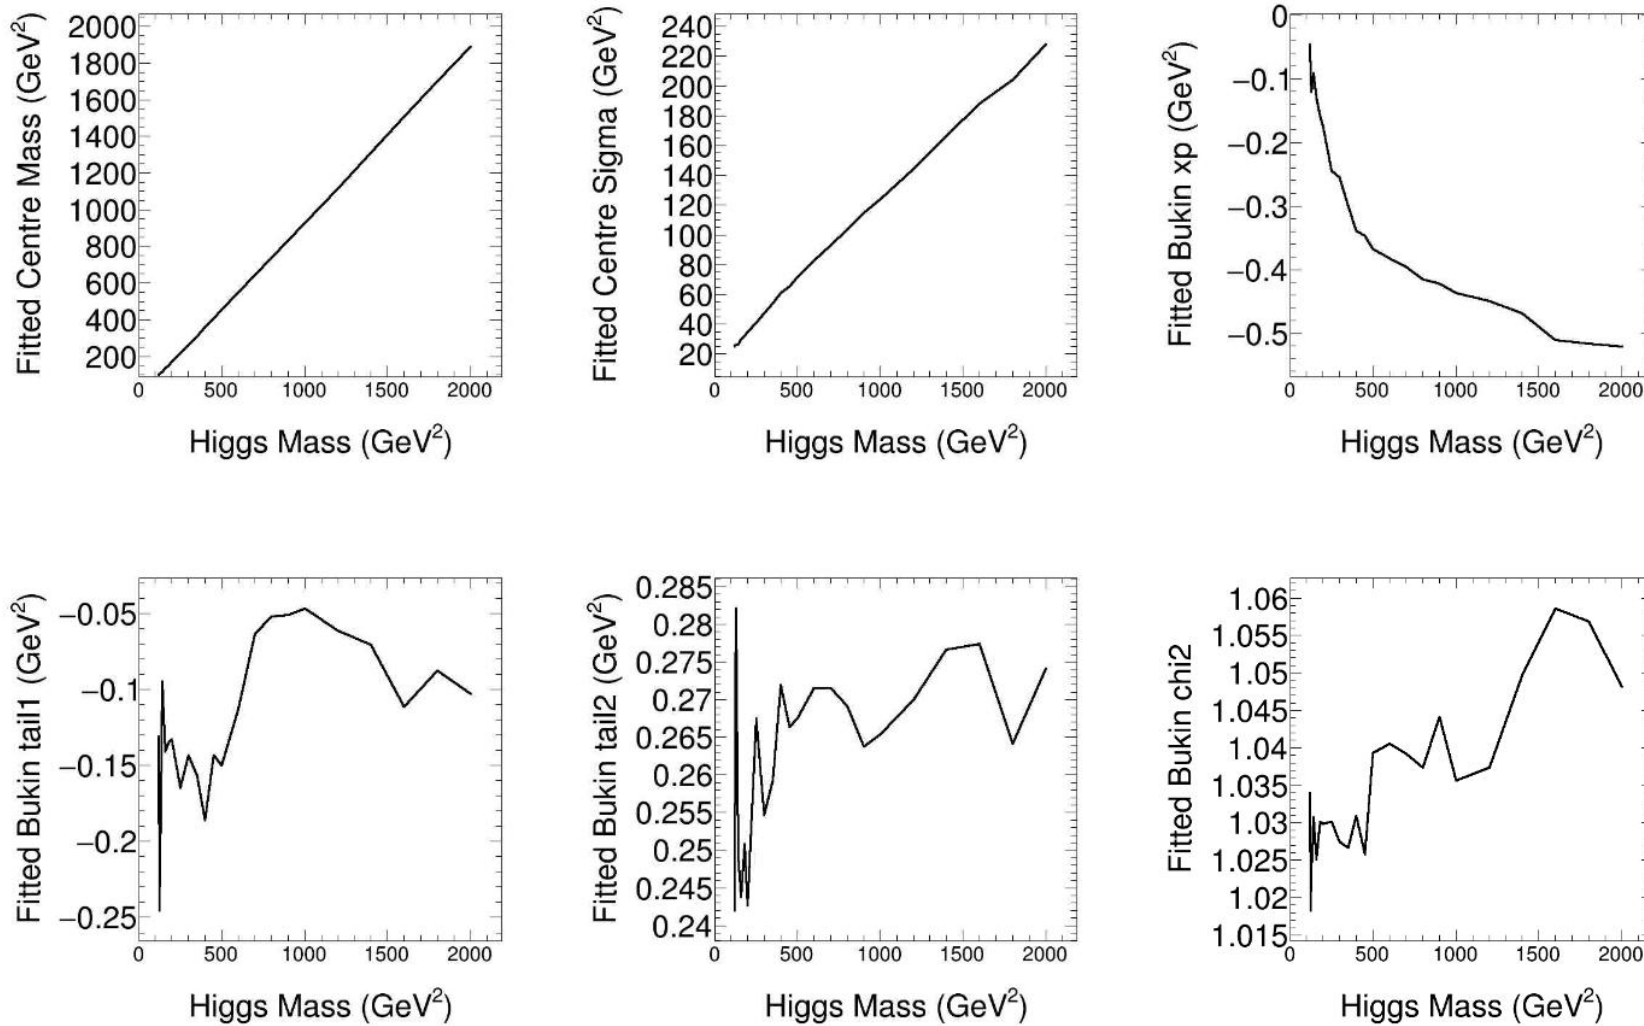 Fitted Centre Mass (GeV²)
2000
1800
1600
1400
1200
1000
800
600
400
200
0 500 1000 1500 2000
Higgs Mass (GeV²)
Fitted Centre Sigma (GeV²)
240
220
200
180
160
140
120
100
80
60
40
20
0 500 1000 1500 2000
Higgs Mass (GeV²)
Fitted Bukin xp (GeV²)
0
−0.1
−0.2
−0.3
−0.4
−0.5
0 500 1000 1500 2000
Higgs Mass (GeV²)
Fitted Bukin tail1 (GeV²)
−0.05
−0.1
−0.15
−0.2
−0.25
0 500 1000 1500 2000
Higgs Mass (GeV²)
Fitted Bukin tail2 (GeV²)
0.285
0.28
0.275
0.27
0.265
0.26
0.255
0.25
0.245
0.24
0 500 1000 1500 2000
Higgs Mass (GeV²)
Fitted Bukin chi2
1.06
1.055
1.05
1.045
1.04
1.035
1.03
1.025
1.02
1.015
0 500 1000 1500 2000
Higgs Mass (GeV²)